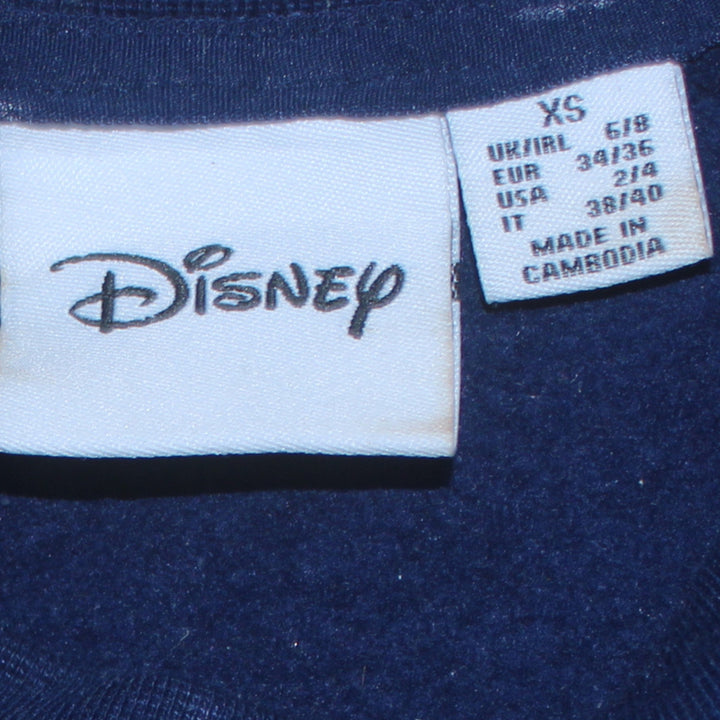 Disney
XS
UK/IRL 6/8
EUR 34/36
USA 2/4
IT 38/40
MADE IN
CAMBODIA